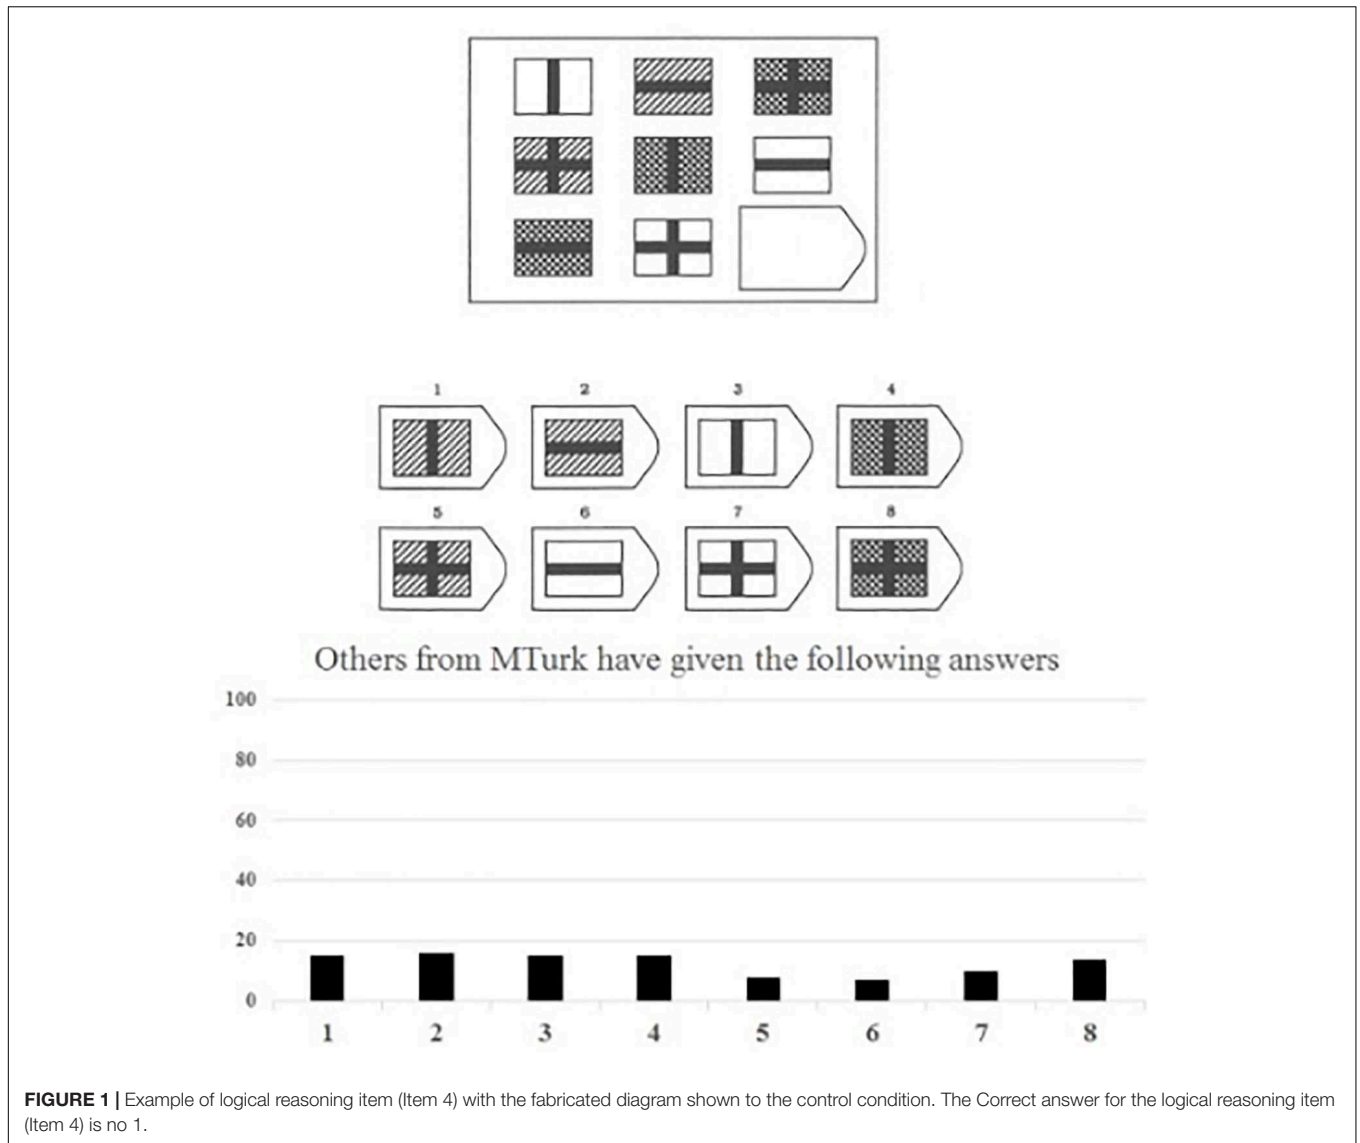 1 2 3 4
5 6 7 8
Others from MTurk have given the following answers
100
80
60
40
20
0
1 2 3 4 5 6 7 8
FIGURE 1 | Example of logical reasoning item (Item 4) with the fabricated diagram shown to the control condition. The Correct answer for the logical reasoning item
(Item 4) is no 1.